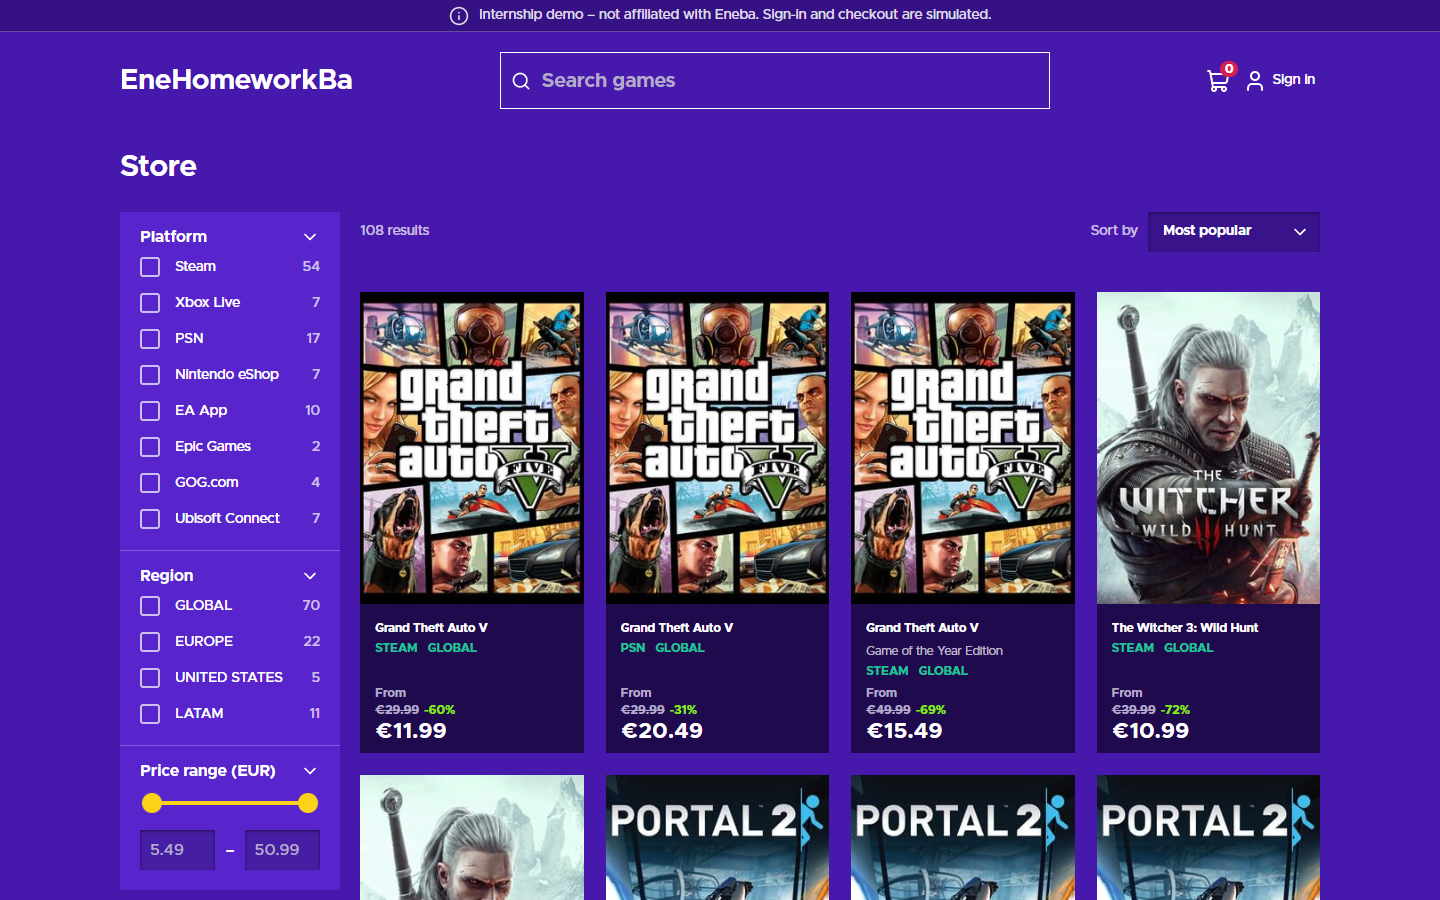 Internship demo – not affiliated with Eneba. Sign-in and checkout are simulated.
EneHomeworkBa
Search games
0
Sign in
Store
Platform
Steam 54
Xbox Live 7
PSN 17
Nintendo eShop 7
EA App 10
Epic Games 2
GOG.com 4
Ubisoft Connect 7
Region
GLOBAL 70
EUROPE 22
UNITED STATES 5
LATAM 11
Price range (EUR)
5.49 – 50.99
108 results
Sort by Most popular
grand
theft
auto
FIVE
V
Grand Theft Auto V
STEAM GLOBAL
From
€29.99 -60%
€11.99
grand
theft
auto
FIVE
V
Grand Theft Auto V
PSN GLOBAL
From
€29.99 -31%
€20.49
grand
theft
auto
FIVE
V
Grand Theft Auto V
Game of the Year Edition
STEAM GLOBAL
From
€49.99 -69%
€15.49
THE
WITCHER
WILD HUNT
The Witcher 3: Wild Hunt
STEAM GLOBAL
From
€39.99 -72%
€10.99
PORTAL 2
PORTAL 2
PORTAL 2